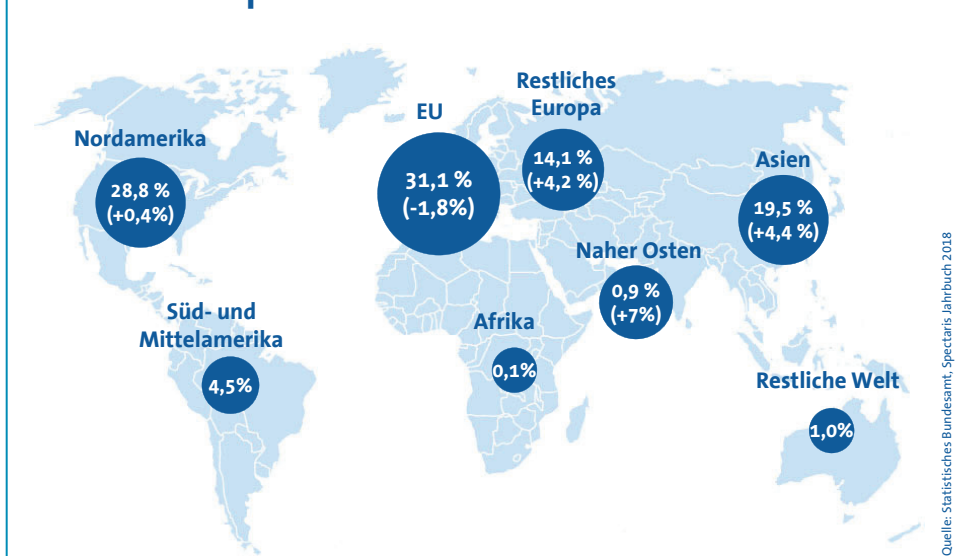 Nordamerika
28,8 %
(+0,4%)
EU
31,1 %
(-1,8%)
Restliches
Europa
14,1 %
(+4,2 %)
Asien
19,5 %
(+4,4 %)
Naher Osten
0,9 %
(+7%)
Süd- und
Mittelamerika
4,5%
Afrika
0,1%
Restliche Welt
1,0%
Quelle: Statistisches Bundesamt, Spectaris Jahrbuch 2018